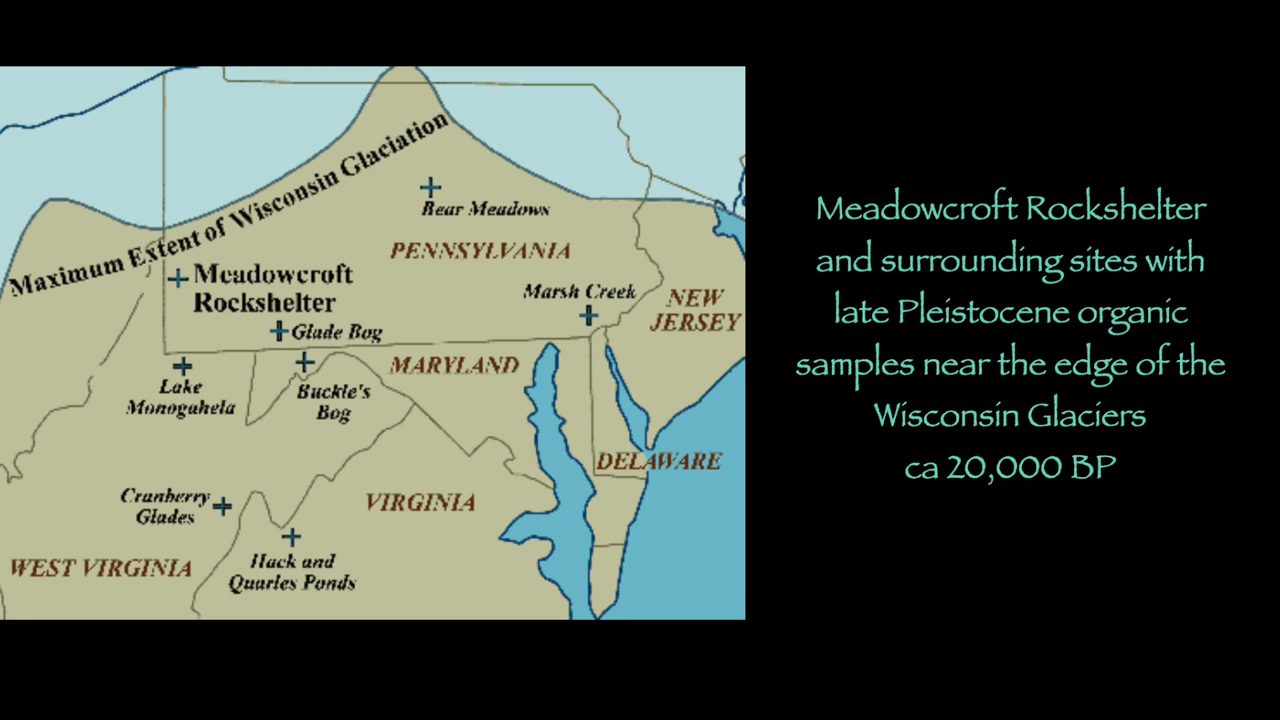 Maximum Extent of Wisconsin Glaciation
Bear Meadows
PENNSYLVANIA
Meadowcroft
Rockshelter
Marsh Creek
NEW
JERSEY
Glade Bog
MARYLAND
Lake
Monogahela
Buckle's
Bog
DELAWARE
Cranberry
Glades
VIRGINIA
Hack and
Quarles Ponds
WEST VIRGINIA
Meadowcroft Rockshelter
and surrounding sites with
late Pleistocene organic
samples near the edge of the
Wisconsin Glaciers
ca 20,000 BP